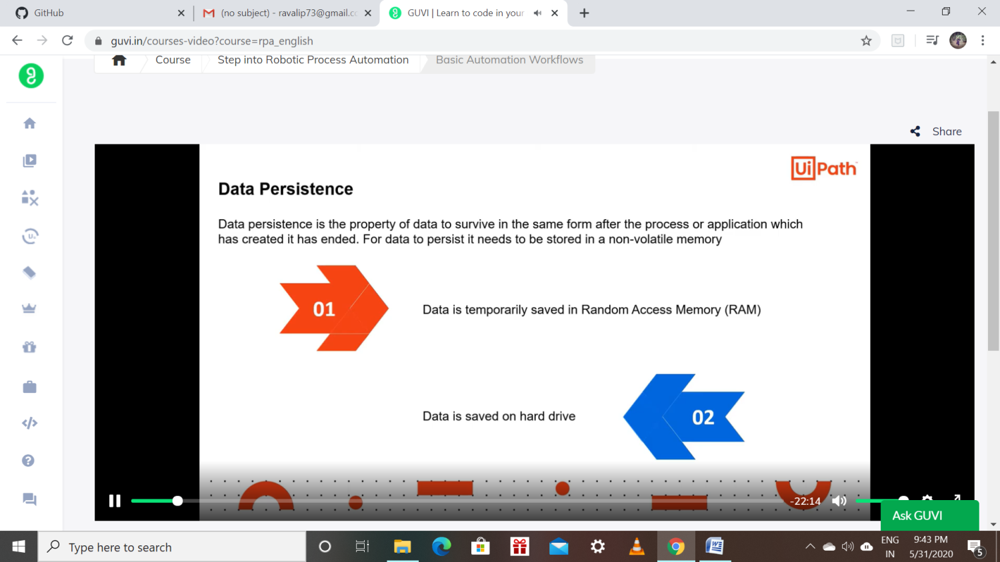 GitHub
(no subject) - ravalip73@gmail.co
GUVI | Learn to code in your
guvi.in/courses-video?course=rpa_english
Course
Step into Robotic Process Automation
Basic Automation Workflows
Share
UiPath
Data Persistence
Data persistence is the property of data to survive in the same form after the process or application which
has created it has ended. For data to persist it needs to be stored in a non-volatile memory
01
Data is temporarily saved in Random Access Memory (RAM)
Data is saved on hard drive
02
-22:14
Ask GUVI
Type here to search
ENG
IN
9:43 PM
5/31/2020
5